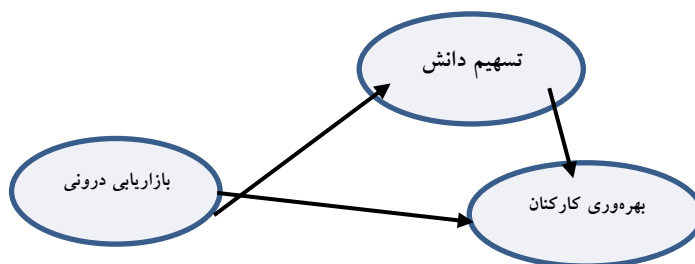 تسهیم دانش
بازاریابی درونی
بهره‌وری کارکنان